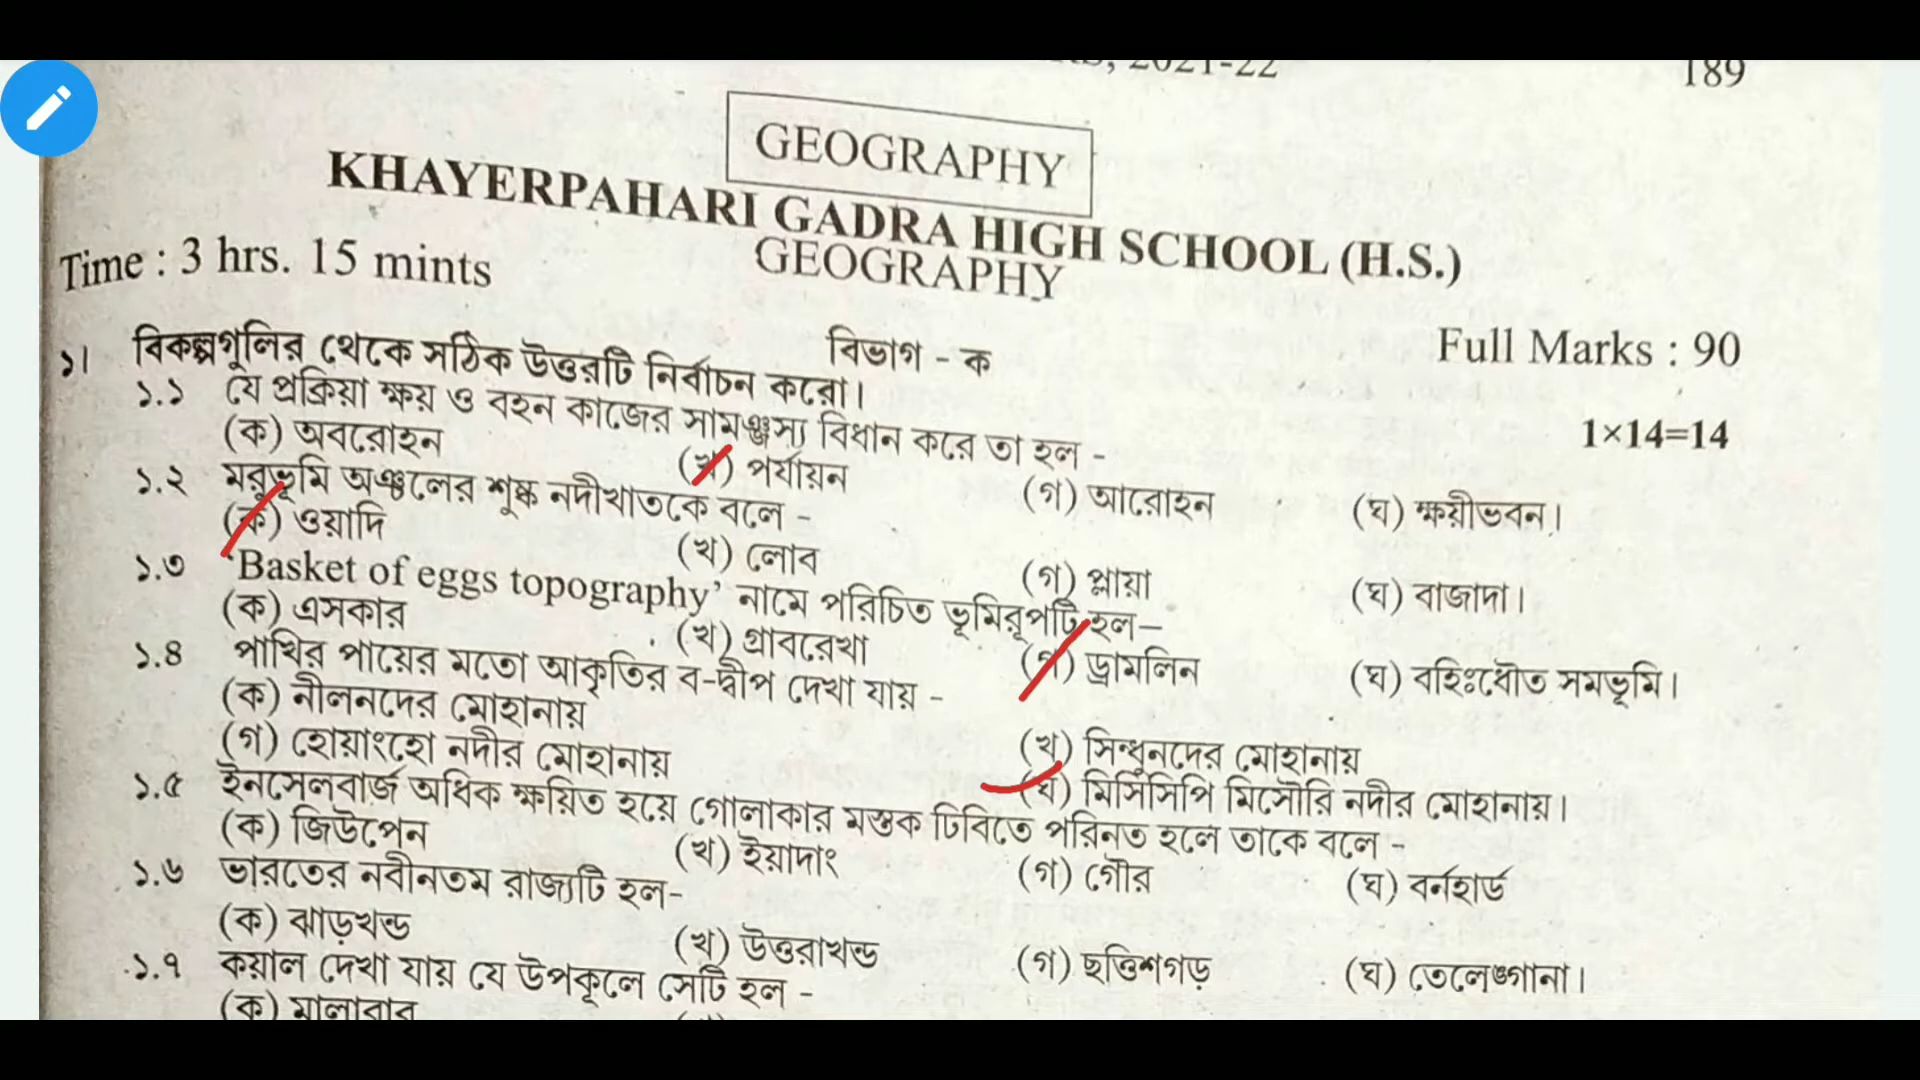 2021-22
189
GEOGRAPHY
KHAYERPAHARI GADRA HIGH SCHOOL (H.S.)
GEOGRAPHY
Time : 3 hrs. 15 mints
Full Marks : 90
বিভাগ - ক
১। বিকল্পগুলির থেকে সঠিক উত্তরটি নির্বাচন করো।
1×14=14
১.১ যে প্রক্রিয়া ক্ষয় ও বহন কাজের সামঞ্জস্য বিধান করে তা হল -
(ক) অবরোহন (খ) পর্যায়ন (গ) আরোহন (ঘ) ক্ষয়ীভবন।
১.২ মরুভূমি অঞ্চলের শুষ্ক নদীখাতকে বলে -
(ক) ওয়াদি (খ) লোব (গ) প্লায়া (ঘ) বাজাদা।
১.৩ ‘Basket of eggs topography’ নামে পরিচিত ভূমিরূপটি হল–
(ক) এসকার (খ) গ্রাবরেখা (গ) ড্রামলিন (ঘ) বহিঃধৌত সমভূমি।
১.৪ পাখির পায়ের মতো আকৃতির ব-দ্বীপ দেখা যায় -
(ক) নীলনদের মোহানায় (খ) সিন্ধুনদের মোহানায়
(গ) হোয়াংহো নদীর মোহানায় (ঘ) মিসিসিপি মিসৌরি নদীর মোহানায়।
১.৫ ইনসেলবার্জ অধিক ক্ষয়িত হয়ে গোলাকার মস্তক ঢিবিতে পরিনত হলে তাকে বলে -
(ক) জিউপেন (খ) ইয়াদাং (গ) গৌর (ঘ) বর্নহার্ড
১.৬ ভারতের নবীনতম রাজ্যটি হল-
(ক) ঝাড়খন্ড (খ) উত্তরাখন্ড (গ) ছত্তিশগড় (ঘ) তেলেঙ্গানা।
১.৭ কয়াল দেখা যায় যে উপকূলে সেটি হল -
(ক) মালাবার